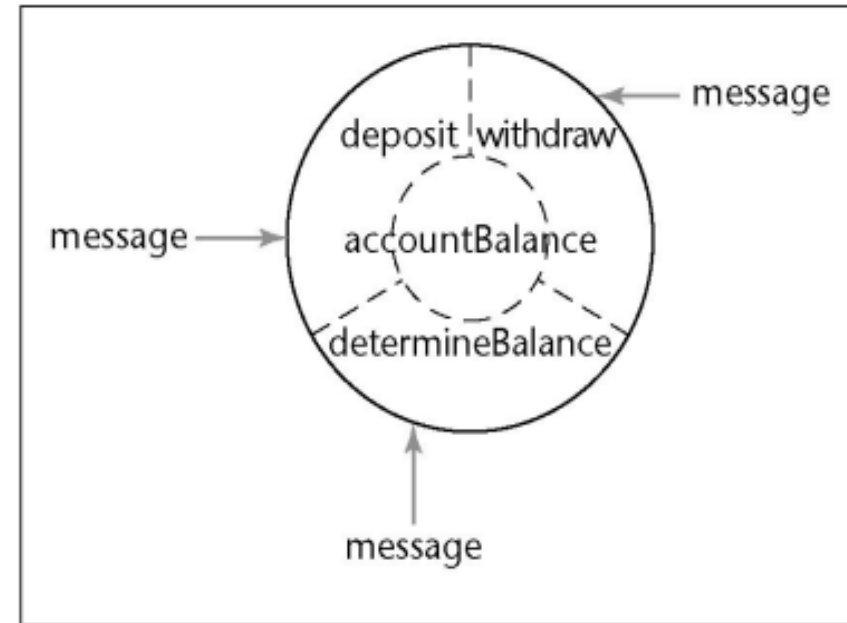 message
deposit withdraw
message
accountBalance
determineBalance
message